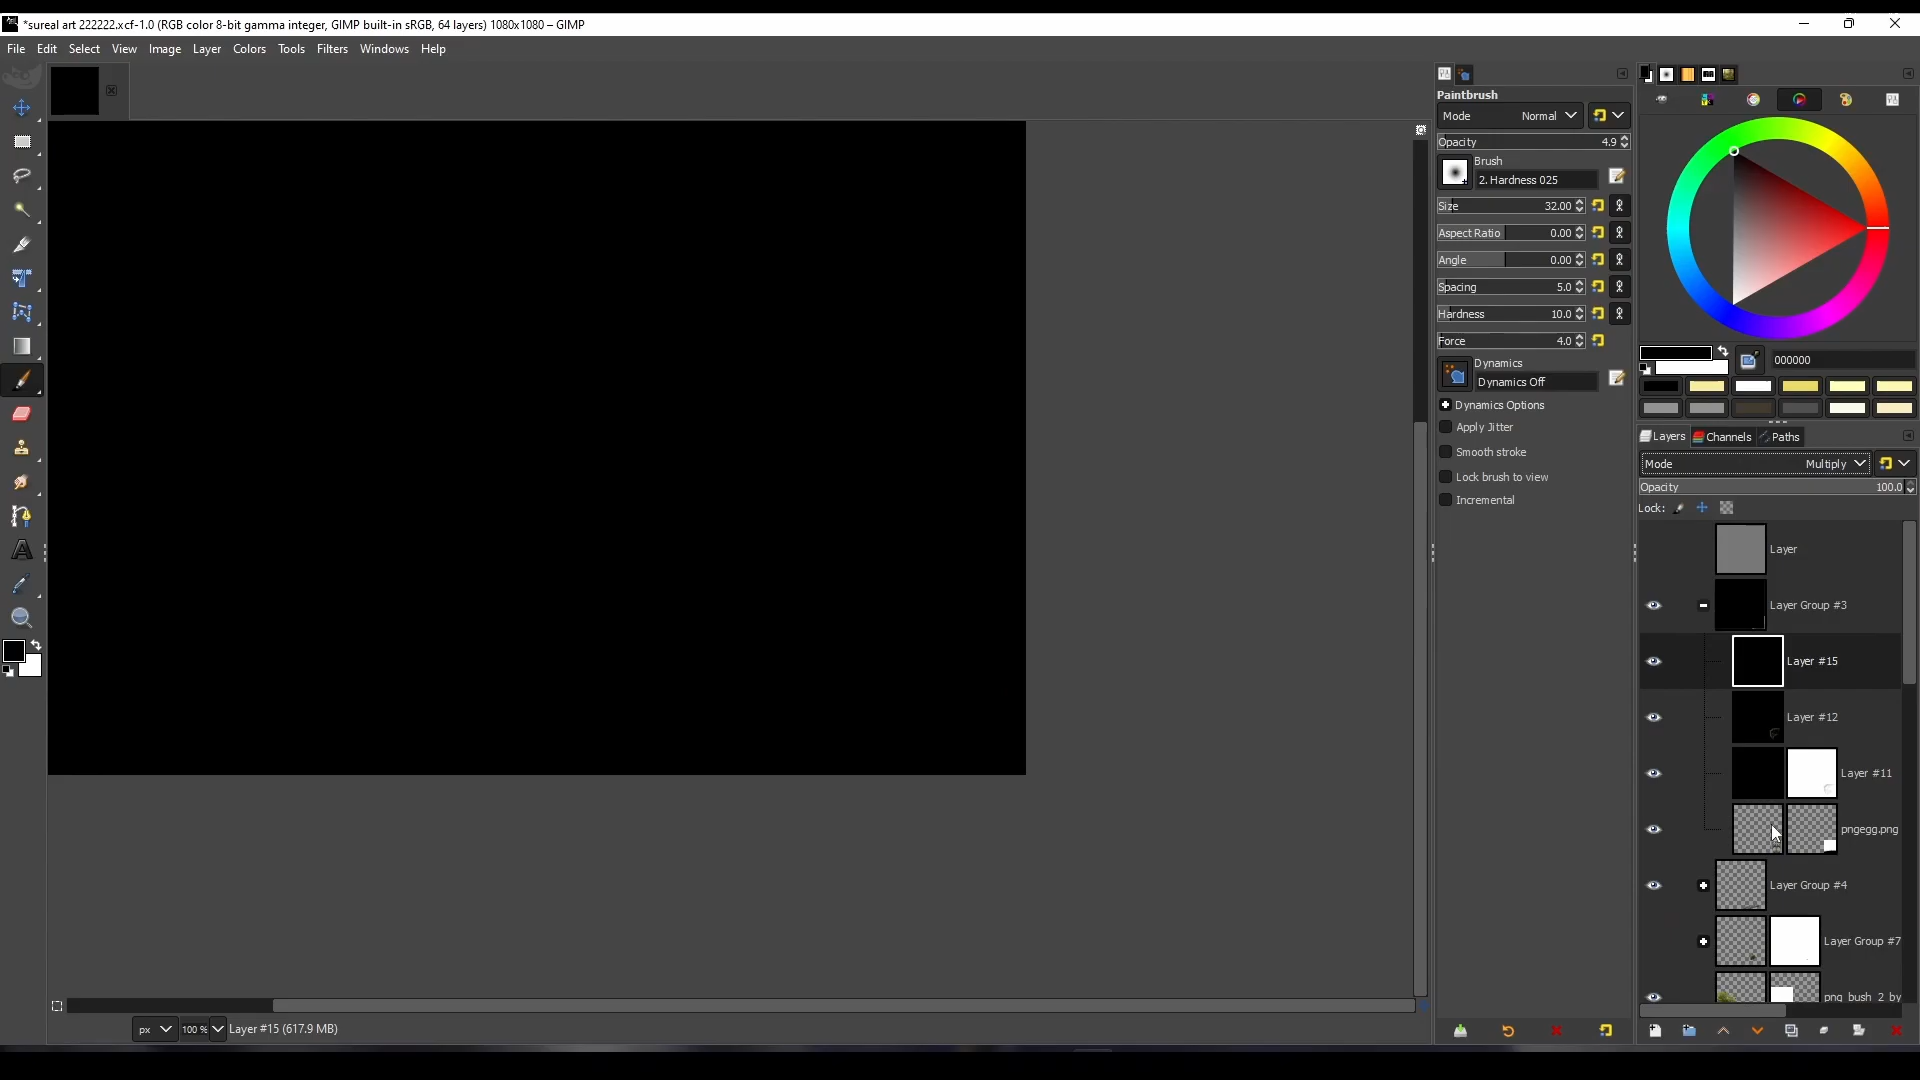 *sureal art 222222.xcf-1.0 (RGB color 8-bit gamma integer, GIMP built-in sRGB, 64 layers) 1080x1080 – GIMP
File Edit Select View Image Layer Colors Tools Filters Windows Help
Paintbrush
Mode Normal
Opacity 4.9
Brush
2. Hardness 025
Size 32.00
Aspect Ratio 0.00
Angle 0.00
Spacing 5.0
Hardness 10.0
Force 4.0
Dynamics
Dynamics Off
Dynamics Options
Apply Jitter
Smooth stroke
Lock brush to view
Incremental
000000
Layers Channels Paths
Mode Multiply
Opacity 100.0
Lock:
Layer
Layer Group #3
Layer #15
Layer #12
Layer #11
pngegg.png
Layer Group #4
Layer Group #7
png bush 2 by
px 100 % Layer #15 (617.9 MB)